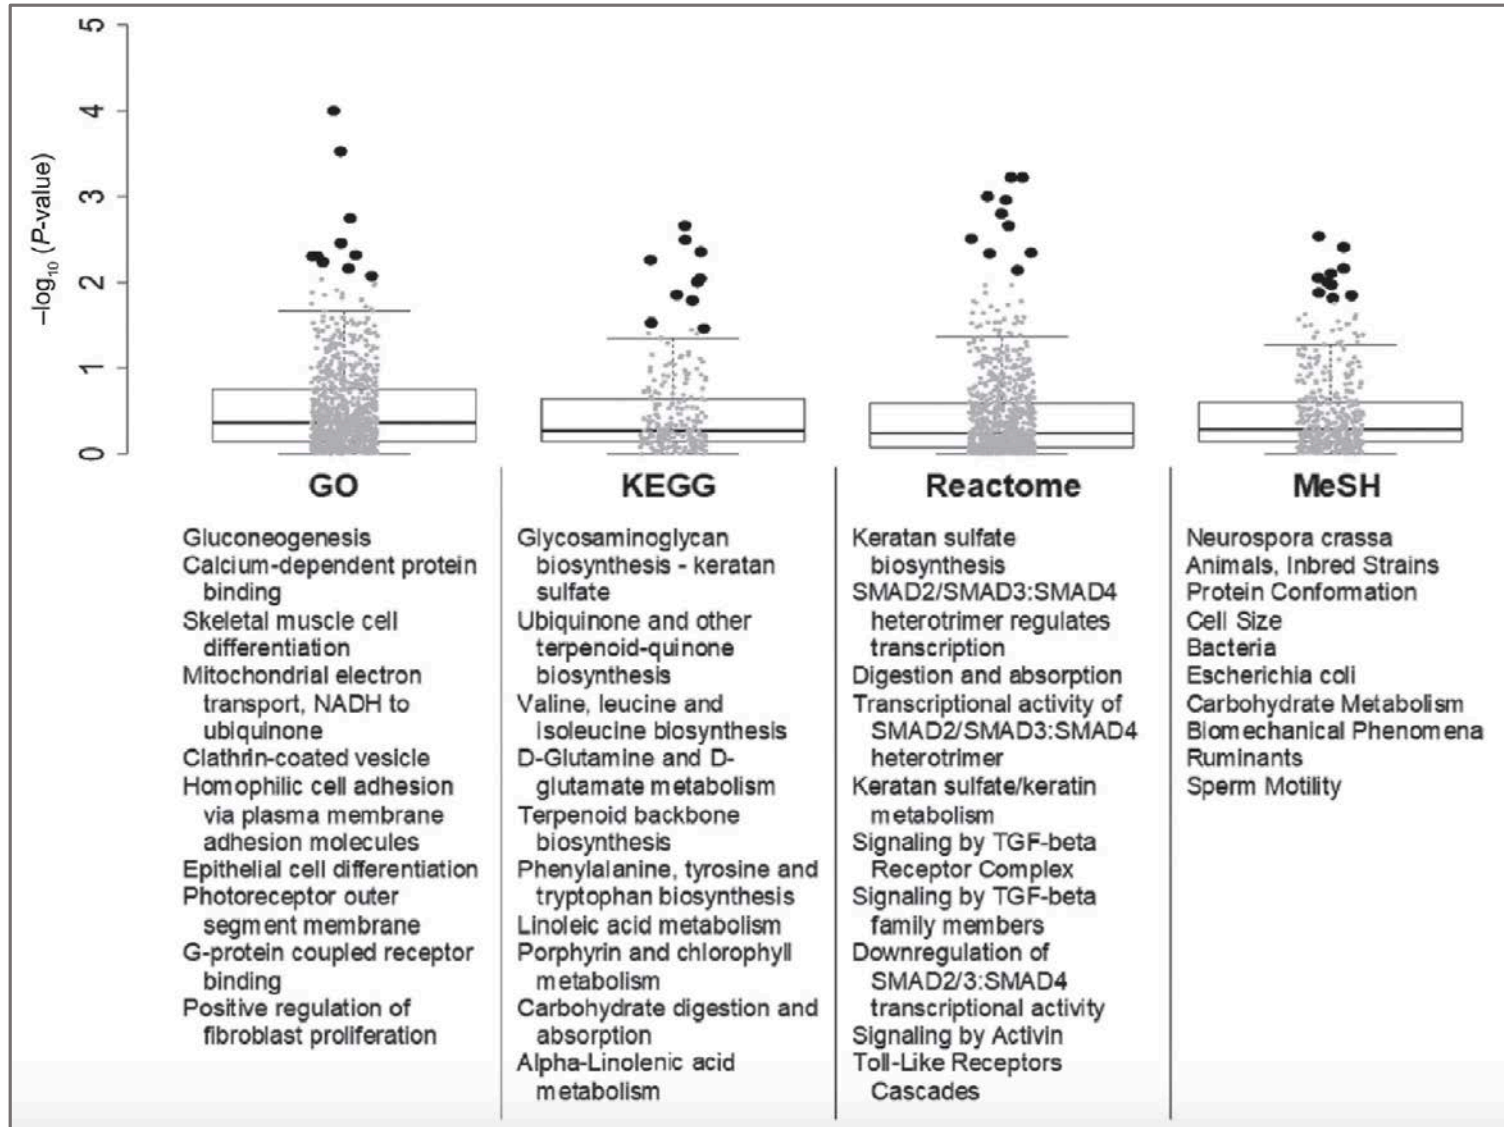 5
4
3
2
1
0
–log10 (P-value)
GO
Gluconeogenesis
Calcium-dependent protein
binding
Skeletal muscle cell
differentiation
Mitochondrial electron
transport, NADH to
ubiquinone
Clathrin-coated vesicle
Homophilic cell adhesion
via plasma membrane
adhesion molecules
Epithelial cell differentiation
Photoreceptor outer
segment membrane
G-protein coupled receptor
binding
Positive regulation of
fibroblast proliferation
KEGG
Glycosaminoglycan
biosynthesis - keratan
sulfate
Ubiquinone and other
terpenoid-quinone
biosynthesis
Valine, leucine and
isoleucine biosynthesis
D-Glutamine and D-
glutamate metabolism
Terpenoid backbone
biosynthesis
Phenylalanine, tyrosine and
tryptophan biosynthesis
Linoleic acid metabolism
Porphyrin and chlorophyll
metabolism
Carbohydrate digestion and
absorption
Alpha-Linolenic acid
metabolism
Reactome
Keratan sulfate
biosynthesis
SMAD2/SMAD3:SMAD4
heterotrimer regulates
transcription
Digestion and absorption
Transcriptional activity of
SMAD2/SMAD3:SMAD4
heterotrimer
Keratan sulfate/keratin
metabolism
Signaling by TGF-beta
Receptor Complex
Signaling by TGF-beta
family members
Downregulation of
SMAD2/3:SMAD4
transcriptional activity
Signaling by Activin
Toll-Like Receptors
Cascades
MeSH
Neurospora crassa
Animals, Inbred Strains
Protein Conformation
Cell Size
Bacteria
Escherichia coli
Carbohydrate Metabolism
Biomechanical Phenomena
Ruminants
Sperm Motility